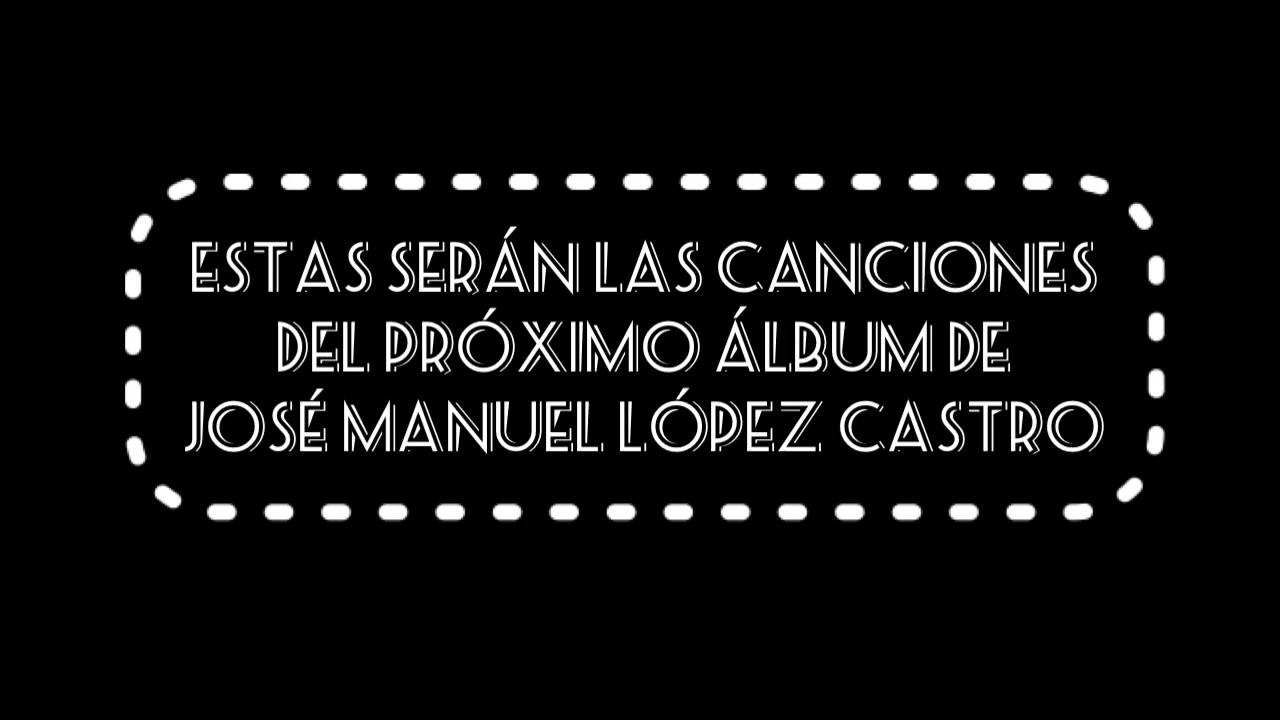 ESTAS SERÁN LAS CANCIONES
DEL PRÓXIMO ÁLBUM DE
JOSÉ MANUEL LÓPEZ CASTRO